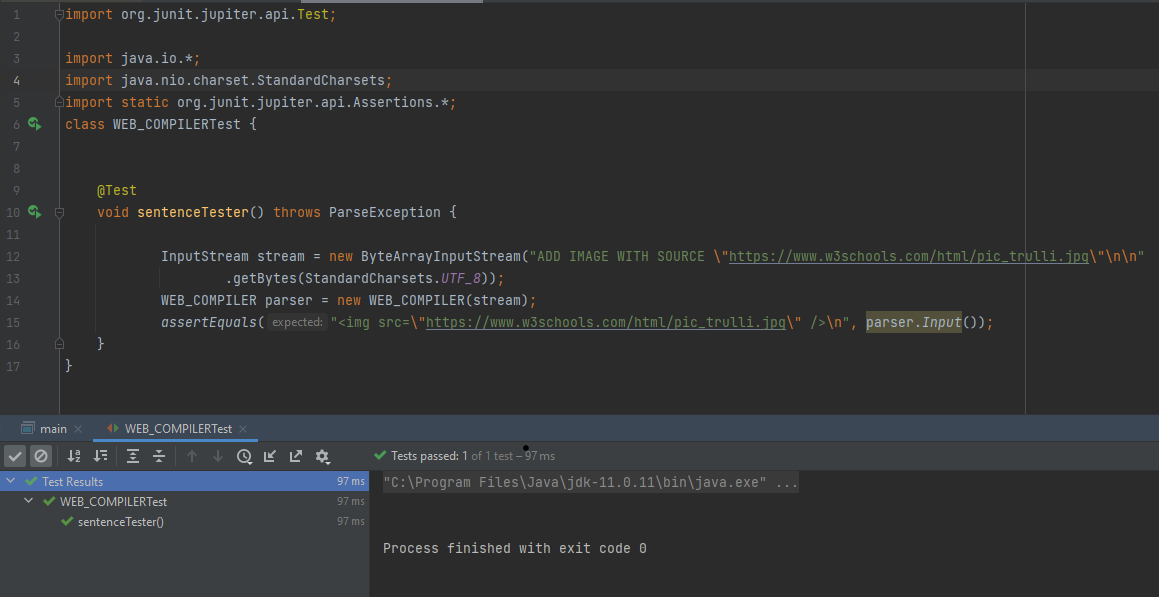 1 import org.junit.jupiter.api.Test;
2
3 import java.io.*;
4 import java.nio.charset.StandardCharsets;
5 import static org.junit.jupiter.api.Assertions.*;
6 class WEB_COMPILERTest {
7
8
9 @Test
10 void sentenceTester() throws ParseException {
11
12 InputStream stream = new ByteArrayInputStream("ADD IMAGE WITH SOURCE \"https://www.w3schools.com/html/pic_trulli.jpg\"\n\n"
13 .getBytes(StandardCharsets.UTF_8));
14 WEB_COMPILER parser = new WEB_COMPILER(stream);
15 assertEquals( expected: "<img src=\"https://www.w3schools.com/html/pic_trulli.jpg\" />\n", parser.Input());
16 }
17 }
main WEB_COMPILERTest
Tests passed: 1 of 1 test – 97 ms
Test Results 97 ms
WEB_COMPILERTest 97 ms
sentenceTester() 97 ms
"C:\Program Files\Java\jdk-11.0.11\bin\java.exe" ...
Process finished with exit code 0